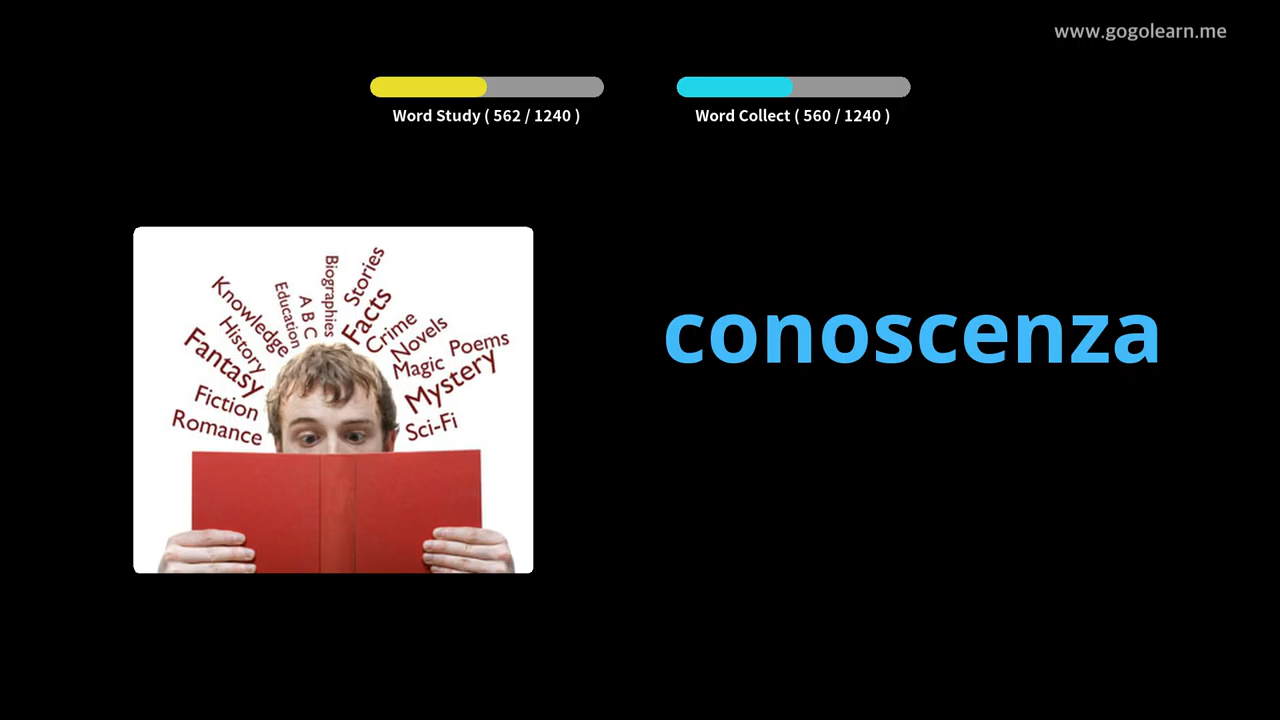 www.gogolearn.me
Word Study ( 562 / 1240 )
Word Collect ( 560 / 1240 )
conoscenza
Romance
Fiction
Fantasy
History
Knowledge
Education
A B C
Biographies
Stories
Facts
Crime
Novels
Magic
Poems
Mystery
Sci-Fi